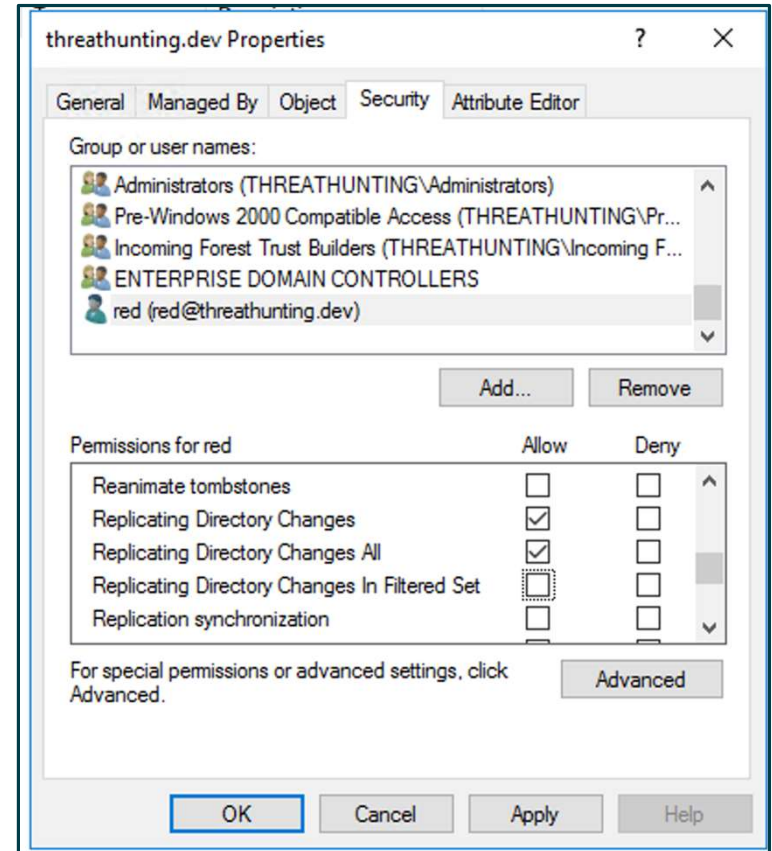 threathunting.dev Properties ? ×
General Managed By Object Security Attribute Editor
Group or user names:
Administrators (THREATHUNTING\Administrators)
Pre-Windows 2000 Compatible Access (THREATHUNTING\Pr...
Incoming Forest Trust Builders (THREATHUNTING\Incoming F...
ENTERPRISE DOMAIN CONTROLLERS
red (red@threathunting.dev)
Add... Remove
Permissions for red Allow Deny
Reanimate tombstones
Replicating Directory Changes
Replicating Directory Changes All
Replicating Directory Changes In Filtered Set
Replication synchronization
For special permissions or advanced settings, click
Advanced.
Advanced
OK Cancel Apply Help